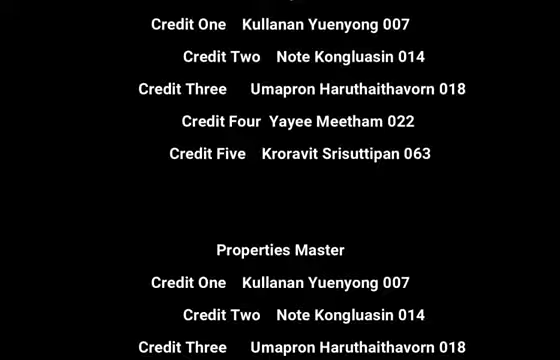 Credit One Kullanan Yuenyong 007
Credit Two Note Kongluasin 014
Credit Three Umapron Haruthaithavorn 018
Credit Four Yayee Meetham 022
Credit Five Kroravit Srisuttipan 063
Properties Master
Credit One Kullanan Yuenyong 007
Credit Two Note Kongluasin 014
Credit Three Umapron Haruthaithavorn 018